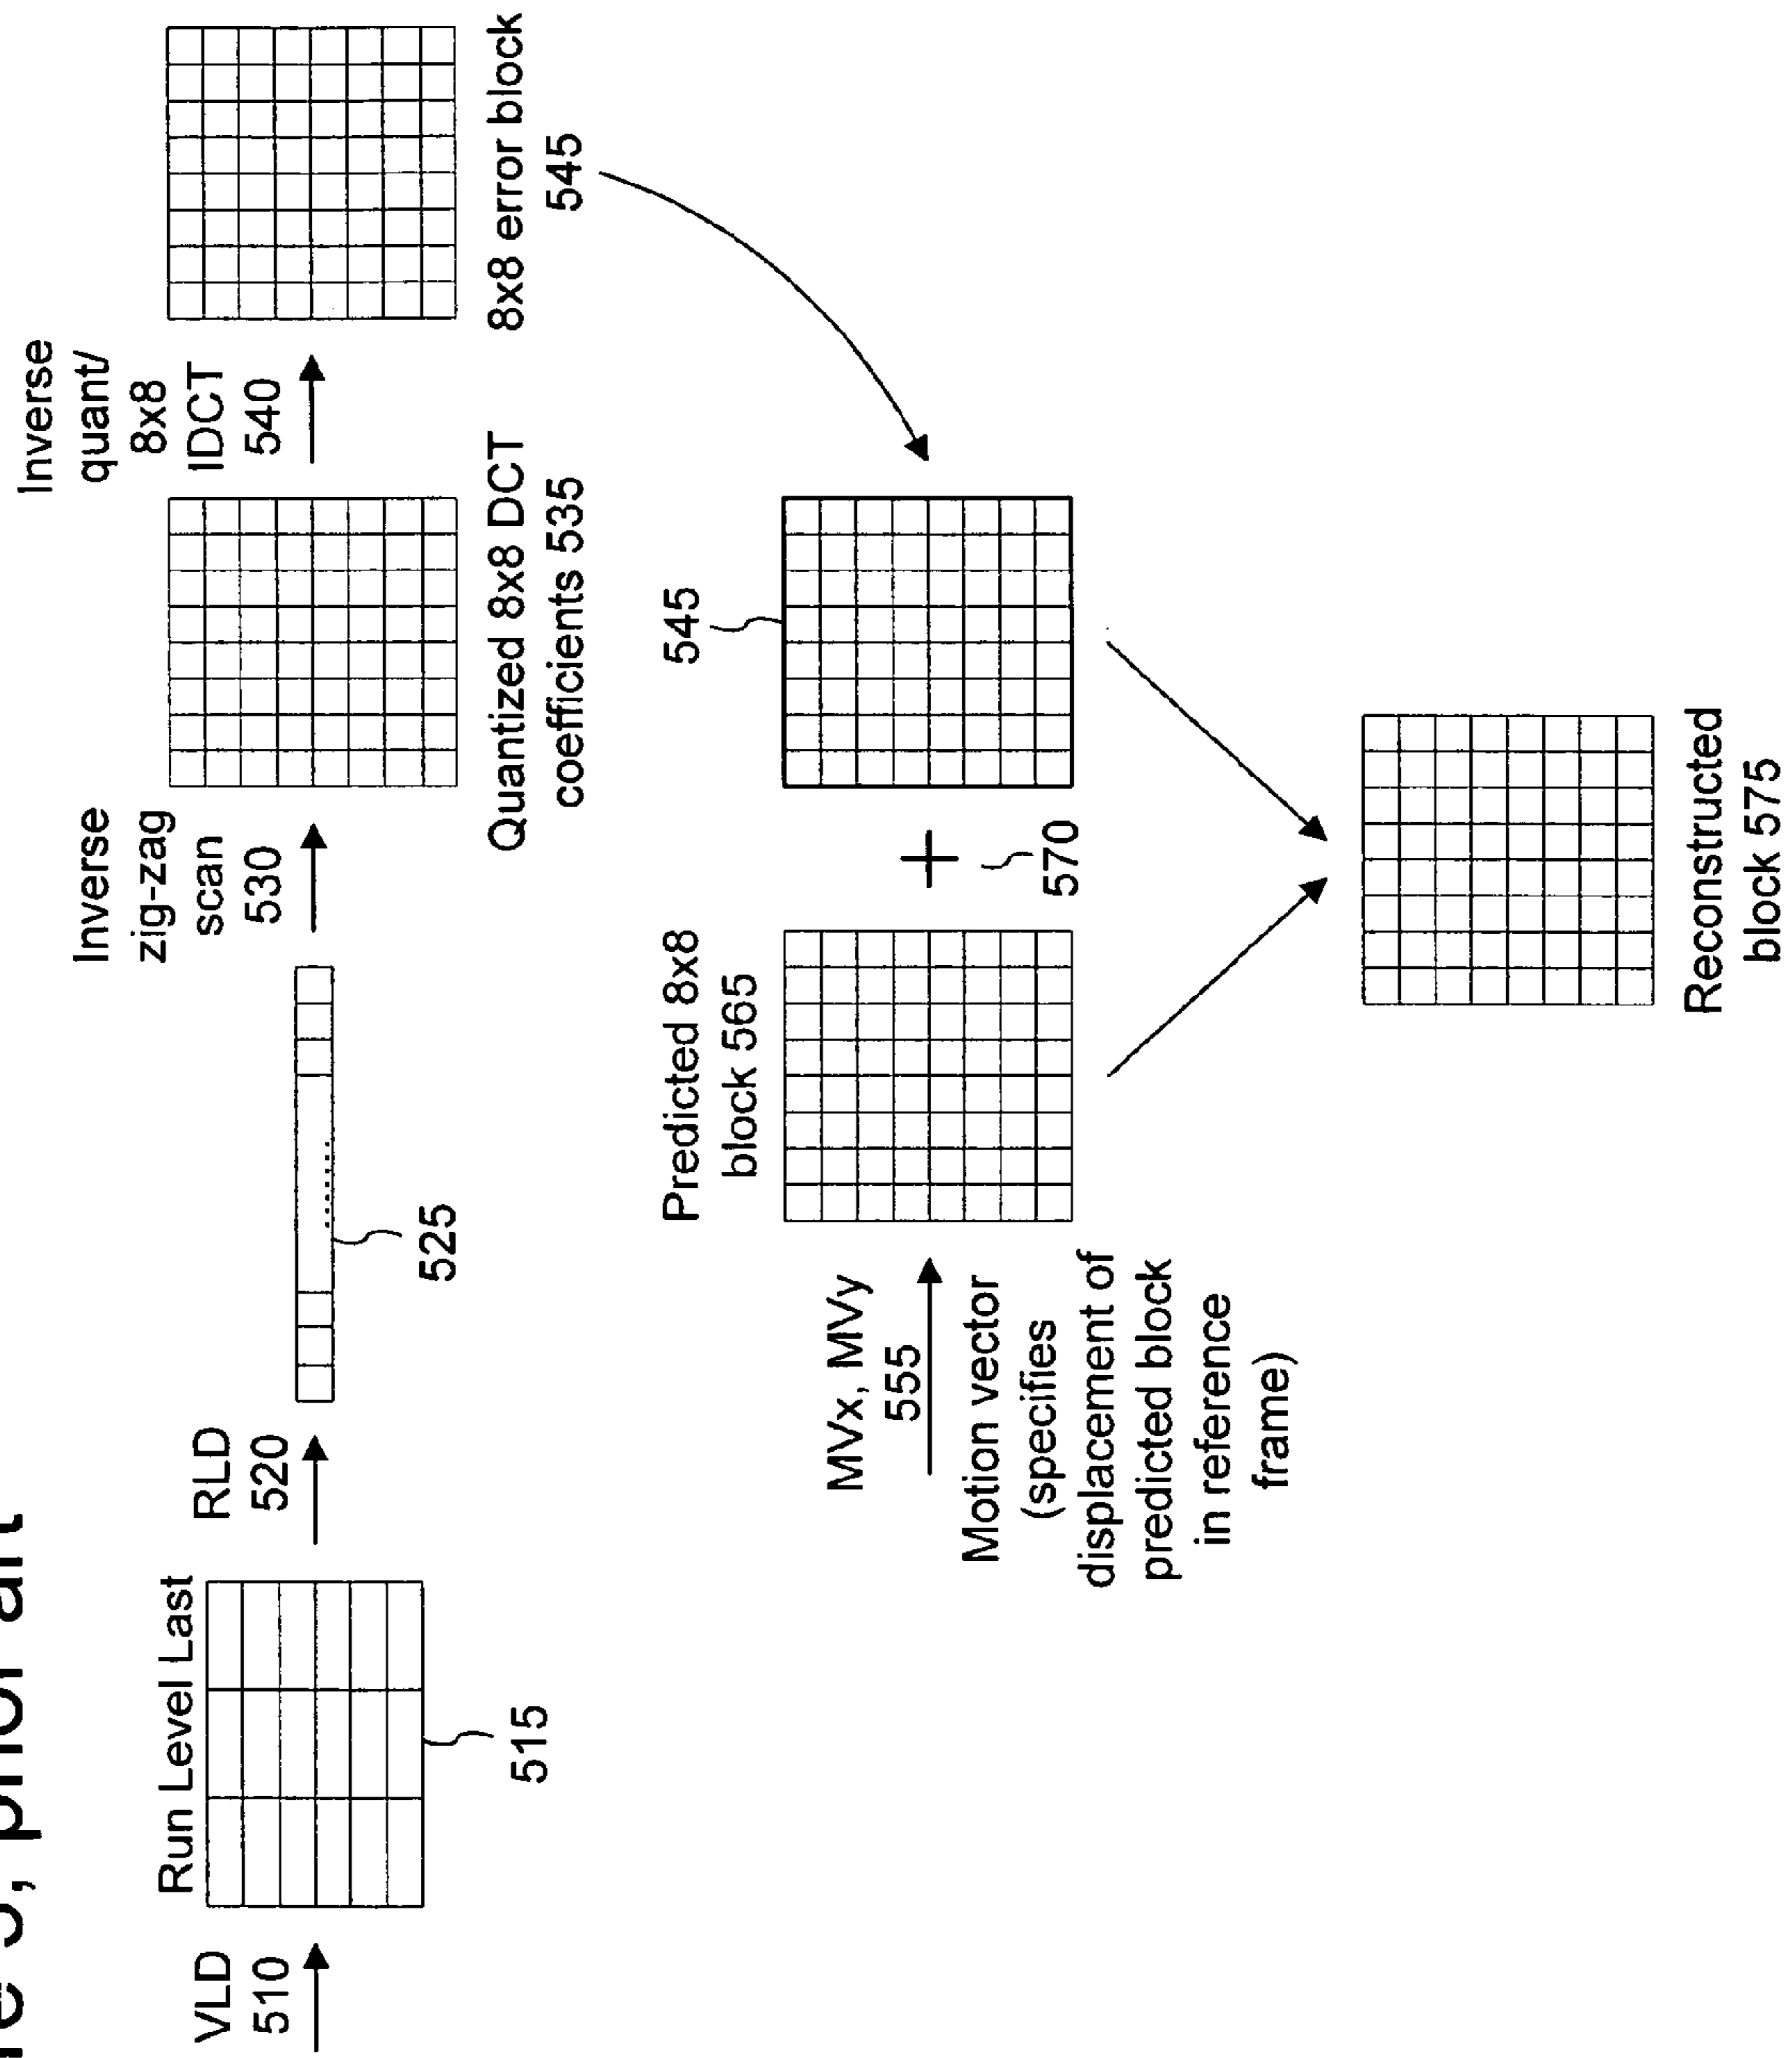 prior art
VLD
510
Run Level Last
515
RLD
520
525
Inverse
zig-zag
scan
530
Quantized 8x8 DCT
coefficients 535
Inverse
quant/
8x8
IDCT
540
8x8 error block
545
MVx, MVy
555
Motion vector
(specifies
displacement of
predicted block
in reference
frame)
Predicted 8x8
block 565
570
545
Reconstructed
block 575